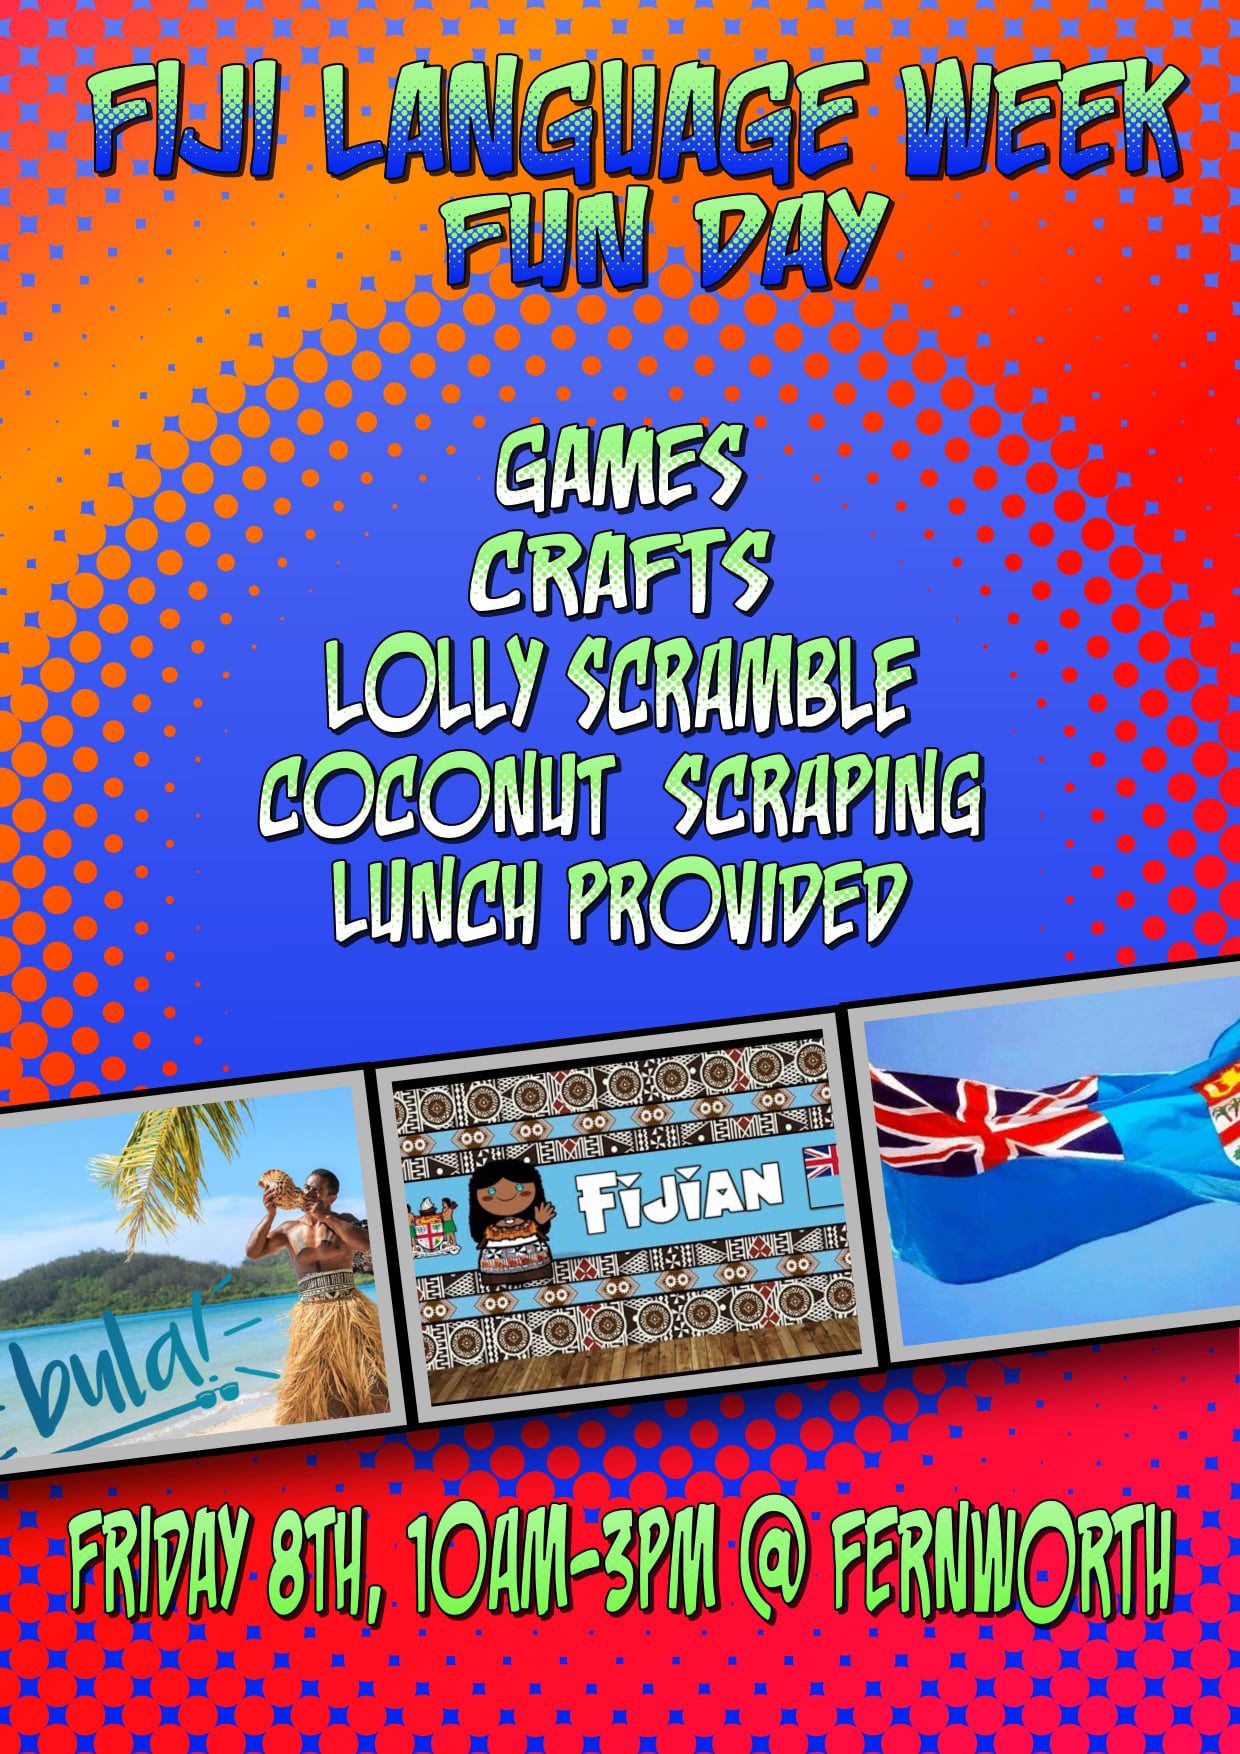 FIJI LANGUAGE WEEK
FUN DAY
GAMES
CRAFTS
LOLLY SCRAMBLE
COCONUT SCRAPING
LUNCH PROVIDED
bula!
FIJIAN
FRIDAY 8TH, 10AM-3PM @ FERNWORTH